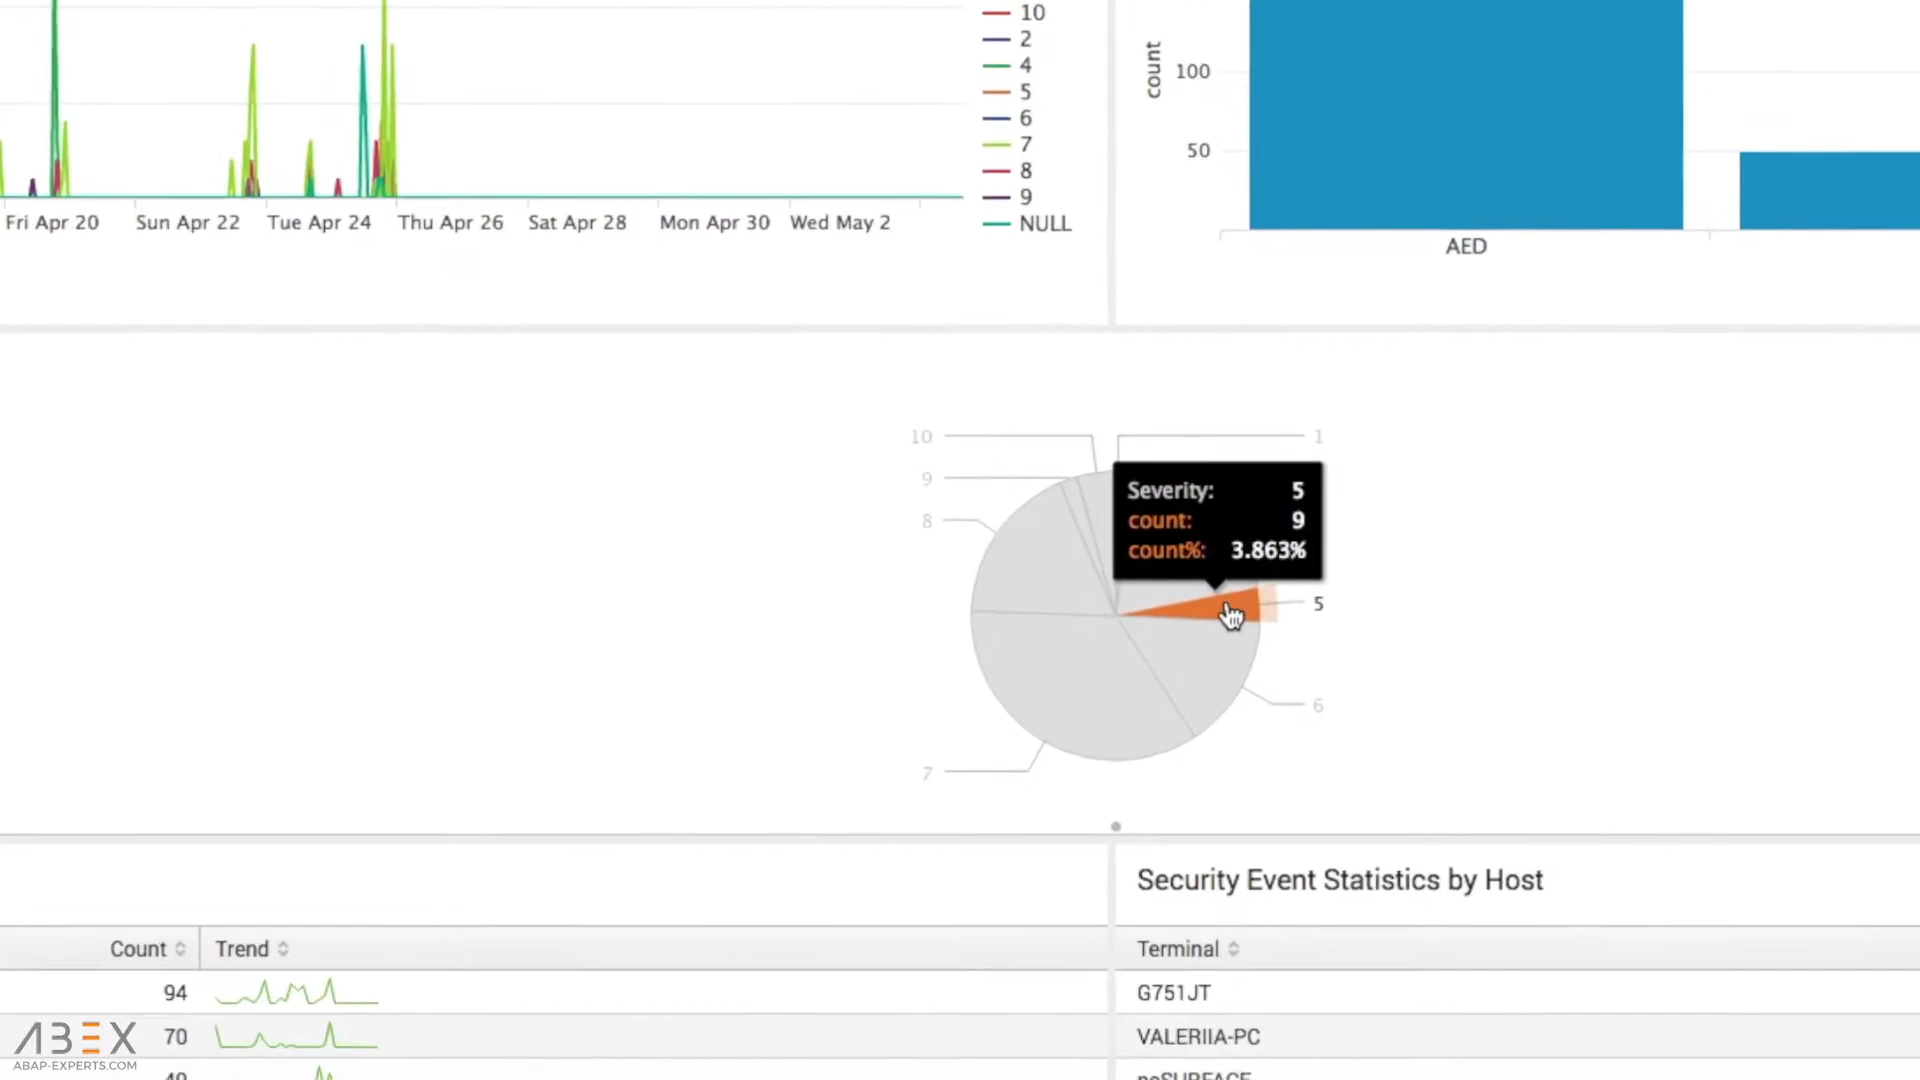 10
2
4
5
6
7
8
9
NULL
Fri Apr 20
Sun Apr 22
Tue Apr 24
Thu Apr 26
Sat Apr 28
Mon Apr 30
Wed May 2
count
100
50
AED
10
9
8
7
1
Severity: 5
count: 9
count%: 3.863%
5
6
Security Event Statistics by Host
Count
Trend
Terminal
94
G751JT
70
VALERIIA-PC
ABEX
ABAP-EXPERTS.COM